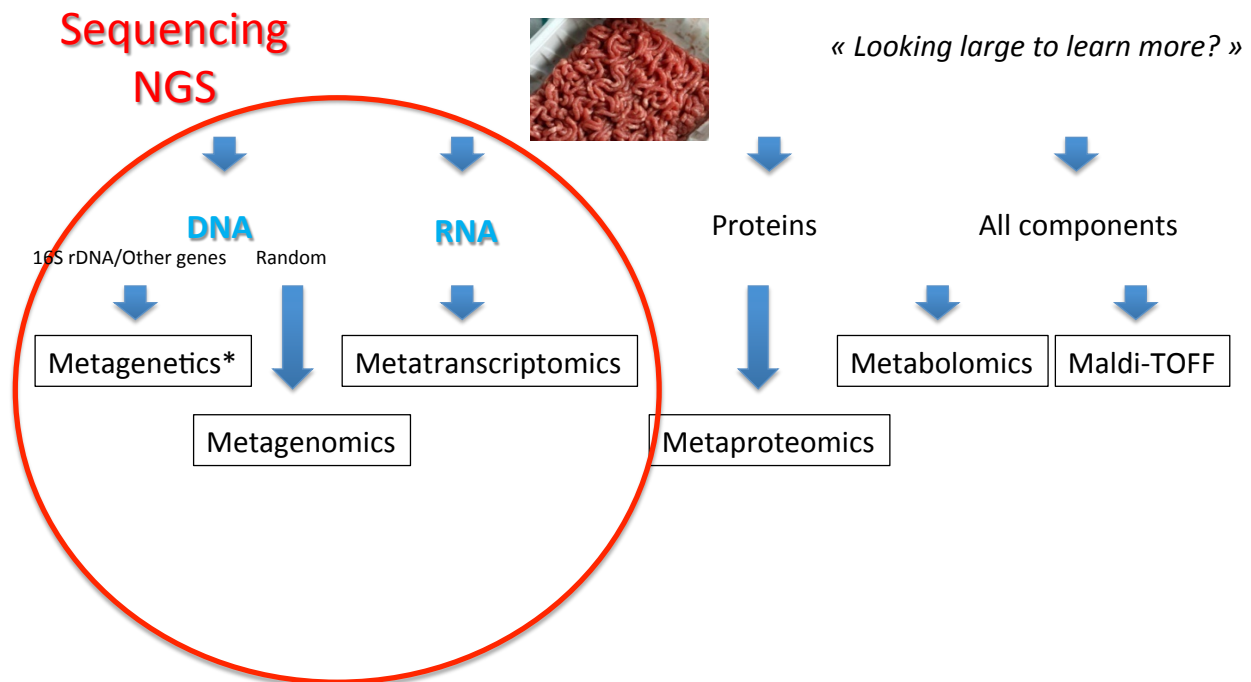 Sequencing
NGS
« Looking large to learn more? »
DNA
RNA
Proteins
All components
16S rDNA/Other genes
Random
Metagenetics*
Metatranscriptomics
Metabolomics
Maldi-TOFF
Metagenomics
Metaproteomics